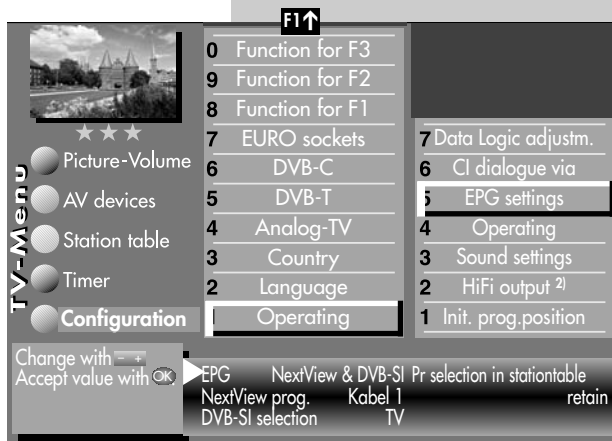 F1↑
TV-Menu
Picture-Volume
AV devices
Station table
Timer
Configuration
0 Function for F3
9 Function for F2
8 Function for F1
7 EURO sockets
6 DVB-C
5 DVB-T
4 Analog-TV
3 Country
2 Language
1 Operating
7 Data Logic adjustm.
6 CI dialogue via
5 EPG settings
4 Operating
3 Sound settings
2 HiFi output 2)
1 Init. prog.position
Change with - +
Accept value with OK
EPG NextView & DVB-SI Pr selection in stationtable
NextView prog. Kabel 1 retain
DVB-SI selection TV